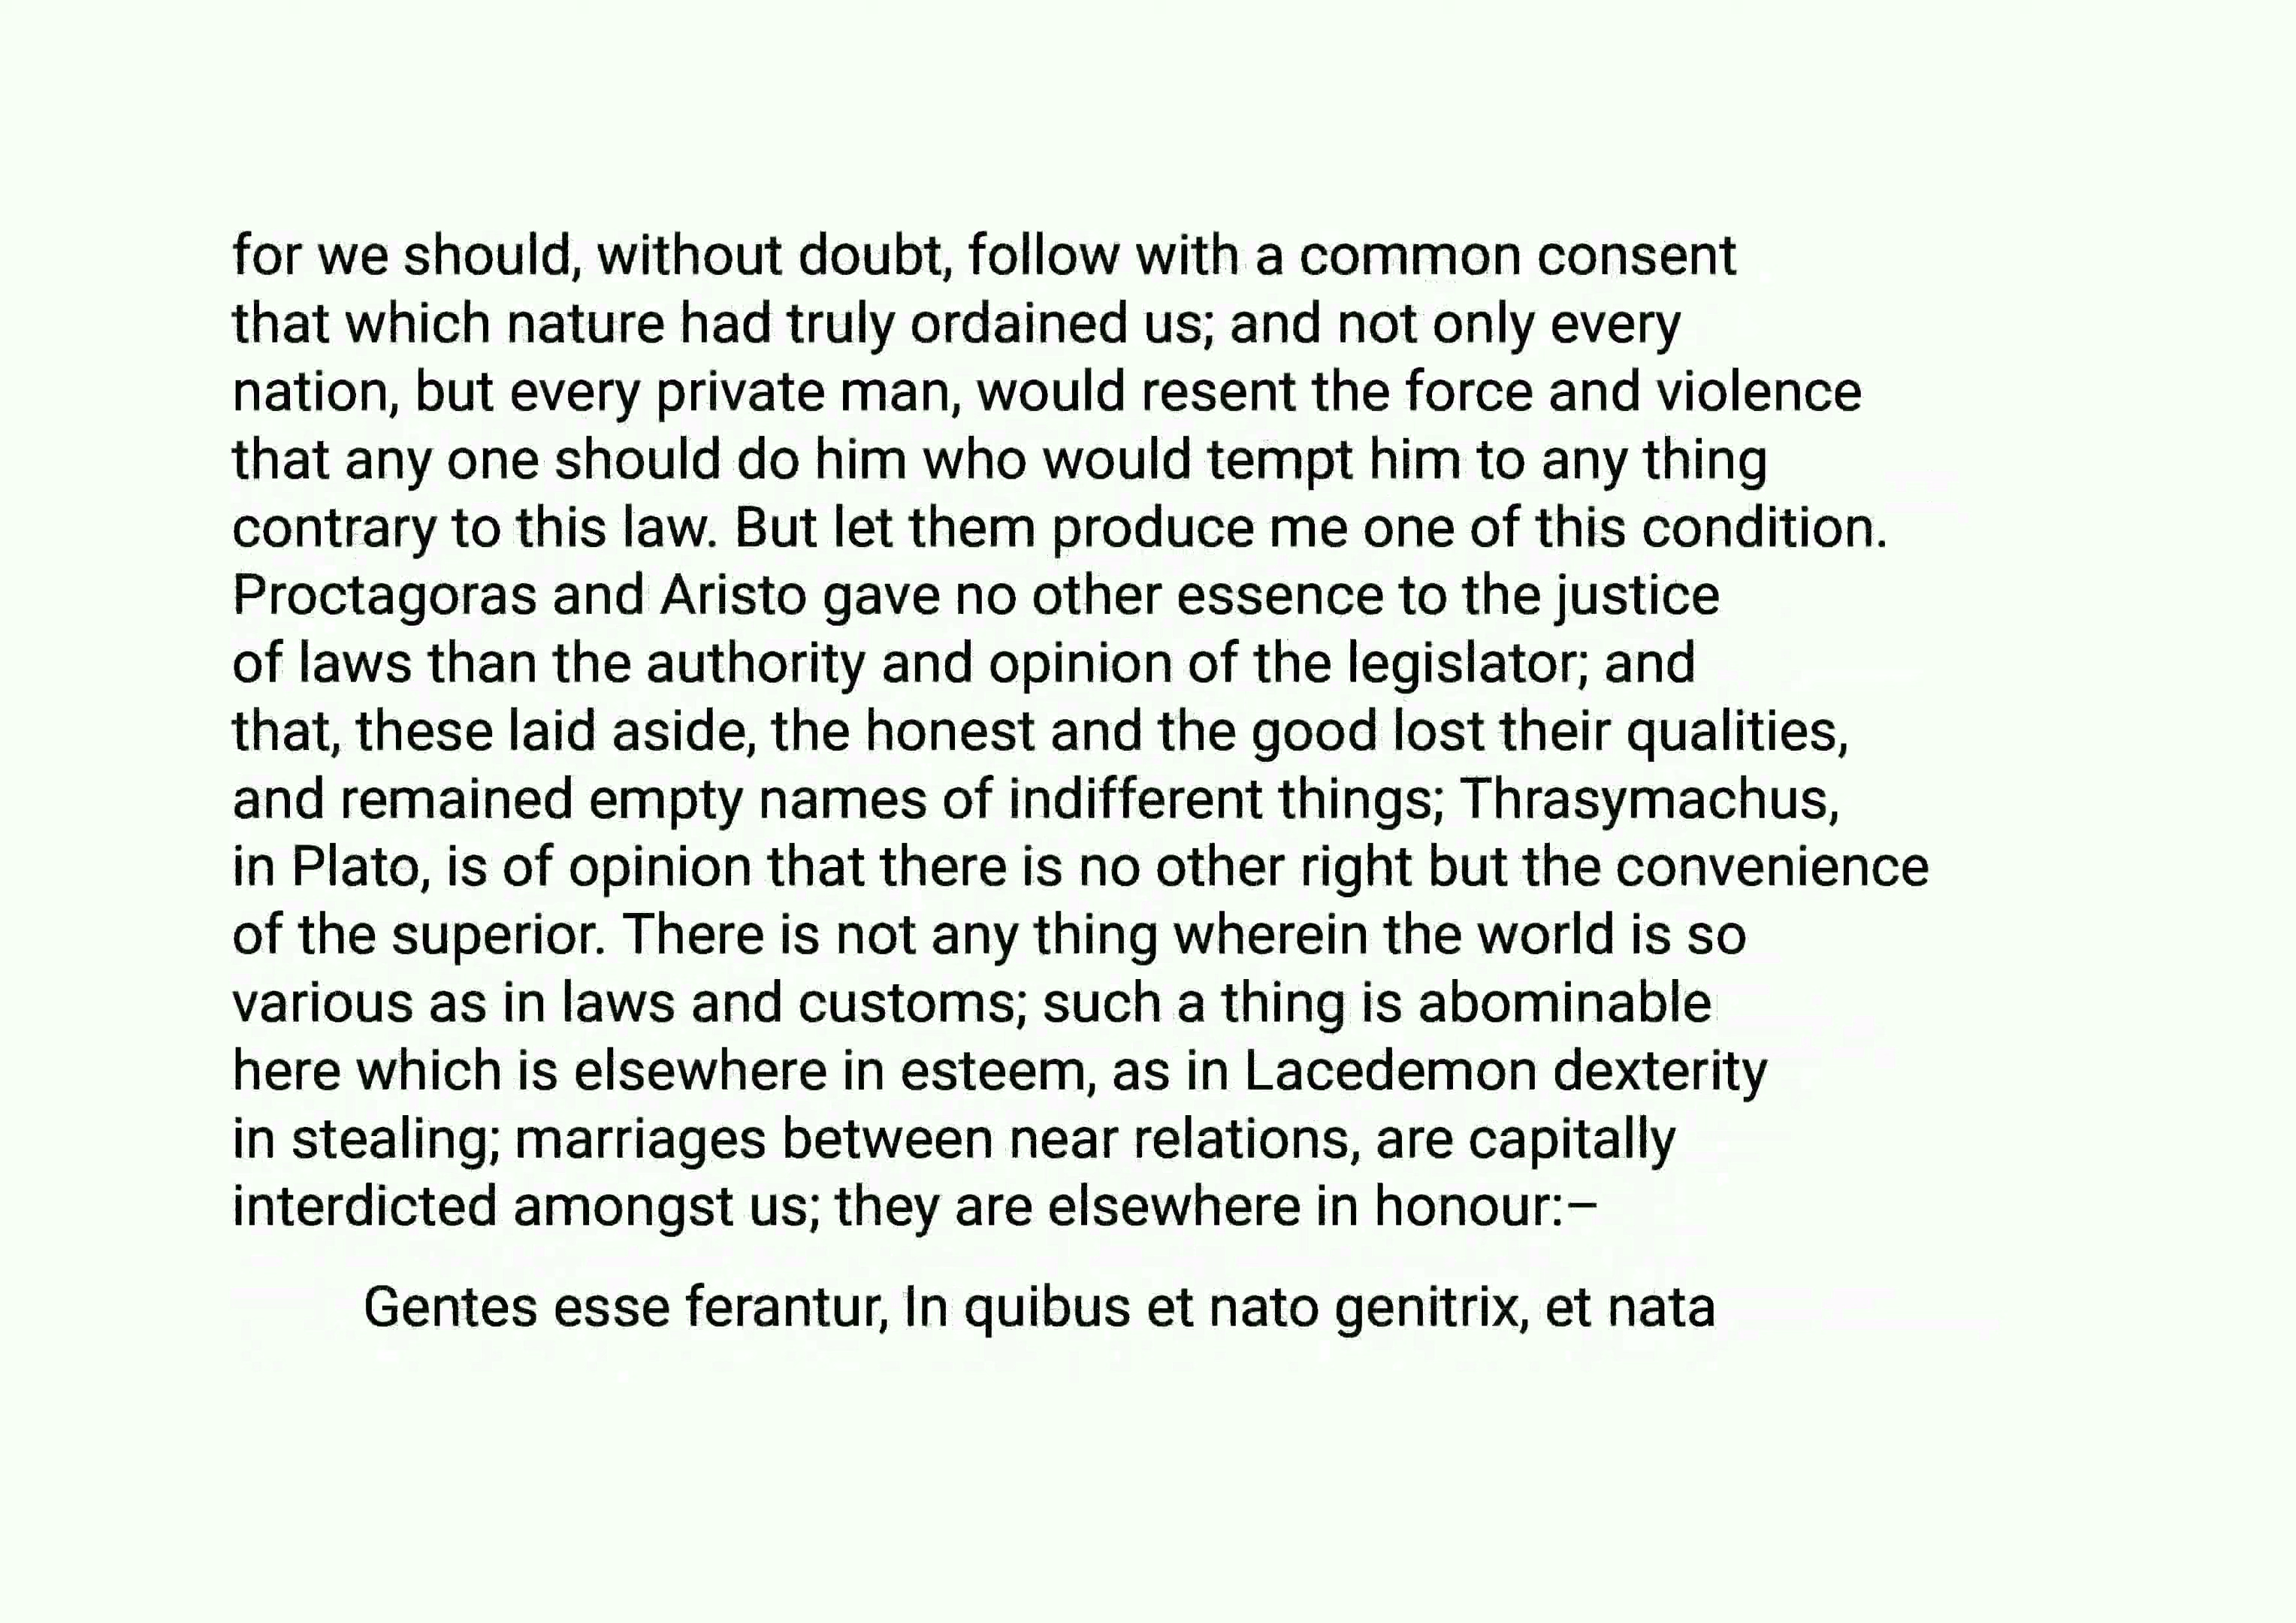 for we should, without doubt, follow with a common consent
that which nature had truly ordained us; and not only every
nation, but every private man, would resent the force and violence
that any one should do him who would tempt him to any thing
contrary to this law. But let them produce me one of this condition.
Proctagoras and Aristo gave no other essence to the justice
of laws than the authority and opinion of the legislator; and
that, these laid aside, the honest and the good lost their qualities,
and remained empty names of indifferent things; Thrasymachus,
in Plato, is of opinion that there is no other right but the convenience
of the superior. There is not any thing wherein the world is so
various as in laws and customs; such a thing is abominable
here which is elsewhere in esteem, as in Lacedemon dexterity
in stealing; marriages between near relations, are capitally
interdicted amongst us; they are elsewhere in honour:—
Gentes esse ferantur, In quibus et nato genitrix, et nata